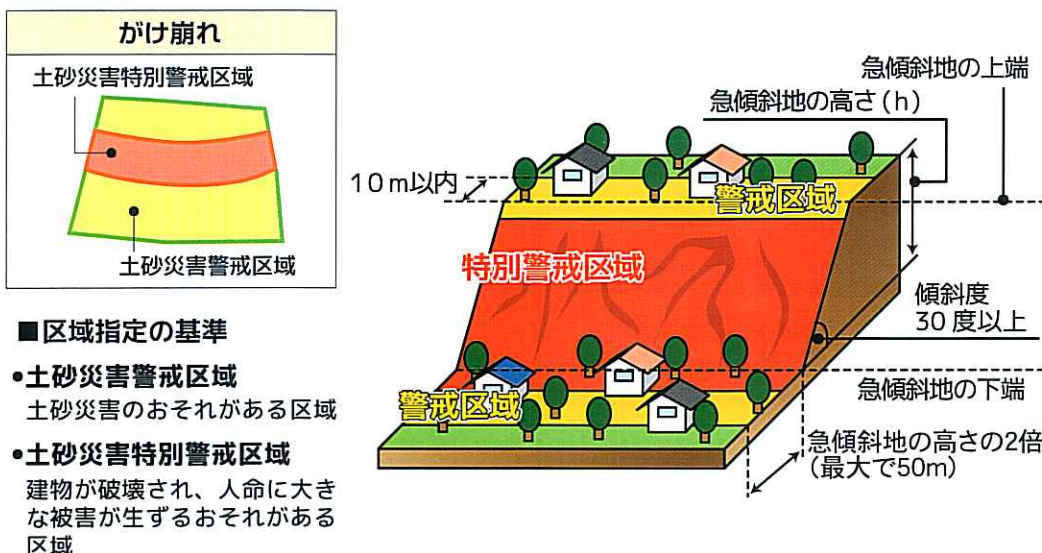 がけ崩れ
土砂災害特別警戒区域
土砂災害警戒区域
■区域指定の基準
•土砂災害警戒区域
土砂災害のおそれがある区域
•土砂災害特別警戒区域
建物が破壊され、人命に大き
な被害が生ずるおそれがある
区域
急傾斜地の上端
急傾斜地の高さ(h)
10m以内
警戒区域
特別警戒区域
傾斜度
30度以上
急傾斜地の下端
警戒区域
急傾斜地の高さの2倍
(最大で50m)